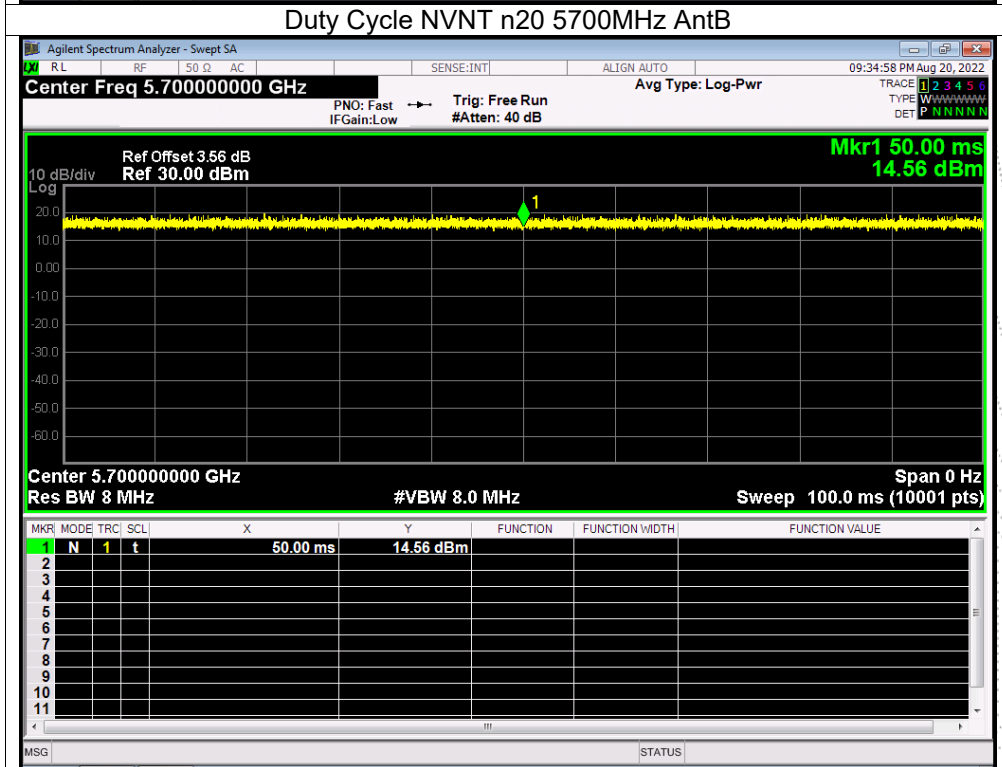 Duty Cycle NVNT n20 5700MHz AntB
Agilent Spectrum Analyzer - Swept SA
LXI RL RF 50 Ω AC SENSE:INT ALIGN AUTO 09:34:58 PM Aug 20, 2022
Center Freq 5.700000000 GHz Avg Type: Log-Pwr TRACE 1 2 3 4 5 6
PNO: Fast Trig: Free Run TYPE WWWWWW
IFGain:Low #Atten: 40 dB DET P N N N N N
Mkr1 50.00 ms
Ref Offset 3.56 dB
10 dB/div Ref 30.00 dBm 14.56 dBm
Log
1
20.0
10.0
0.00
-10.0
-20.0
-30.0
-40.0
-50.0
-60.0
Center 5.700000000 GHz Span 0 Hz
Res BW 8 MHz #VBW 8.0 MHz Sweep 100.0 ms (10001 pts)
MKR MODE TRC SCL X Y FUNCTION FUNCTION WIDTH FUNCTION VALUE
1 N 1 t 50.00 ms 14.56 dBm
2
3
4
5
6
7
8
9
10
11
MSG STATUS